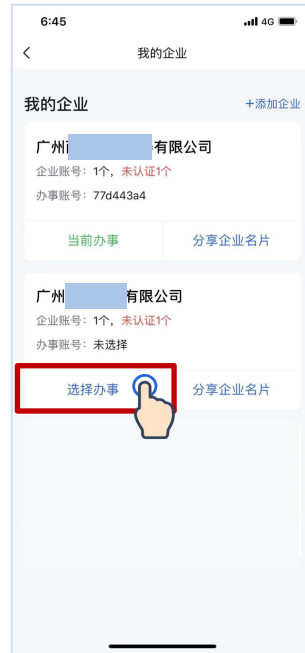 6:45
4G
我的企业
我的企业
+添加企业
广州 有限公司
企业账号：1个，未认证1个
办事账号：77d443a4
当前办事
分享企业名片
广州 有限公司
企业账号：1个，未认证1个
办事账号：未选择
选择办事
分享企业名片